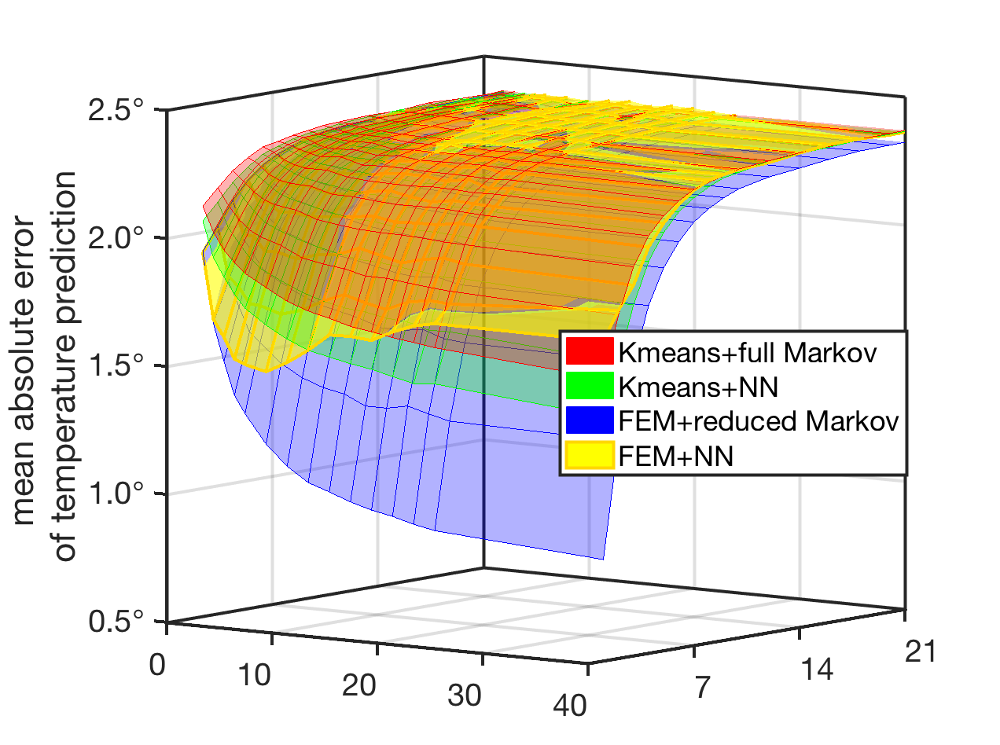 2.5°
2.0°
1.5°
1.0°
0.5°
mean absolute error
of temperature prediction
Kmeans+full Markov
Kmeans+NN
FEM+reduced Markov
FEM+NN
0
10
20
30
40
7
14
21